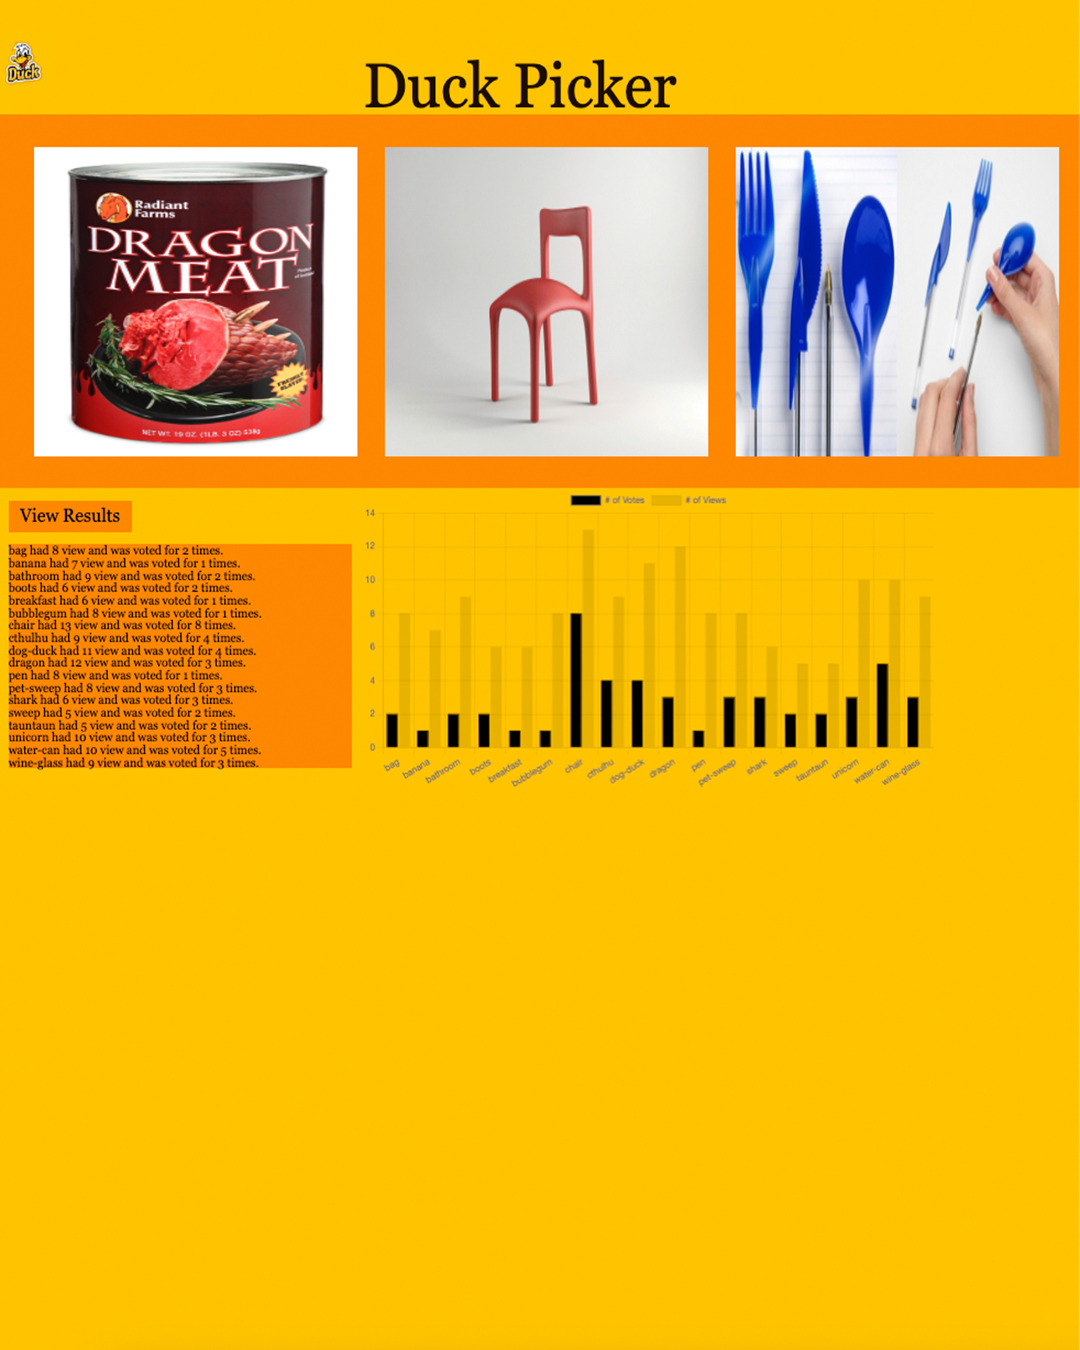 Duck
Duck Picker
Radiant
Farms
DRAGON
MEAT
NET WT. 19 OZ. (1LB. 3 OZ) 538g
View Results
bag had 8 view and was voted for 2 times.
banana had 7 view and was voted for 1 times.
bathroom had 9 view and was voted for 2 times.
boots had 6 view and was voted for 2 times.
breakfast had 6 view and was voted for 1 times.
bubblegum had 8 view and was voted for 1 times.
chair had 13 view and was voted for 8 times.
cthulhu had 9 view and was voted for 4 times.
dog-duck had 11 view and was voted for 4 times.
dragon had 12 view and was voted for 3 times.
pen had 8 view and was voted for 1 times.
pet-sweep had 8 view and was voted for 3 times.
shark had 6 view and was voted for 3 times.
sweep had 5 view and was voted for 2 times.
tauntaun had 5 view and was voted for 2 times.
unicorn had 10 view and was voted for 3 times.
water-can had 10 view and was voted for 5 times.
wine-glass had 9 view and was voted for 3 times.
# of Votes # of Views
14
12
10
8
6
4
2
0
bag banana bathroom boots breakfast bubblegum chair cthulhu dog-duck dragon pen pet-sweep shark sweep tauntaun unicorn water-can wine-glass